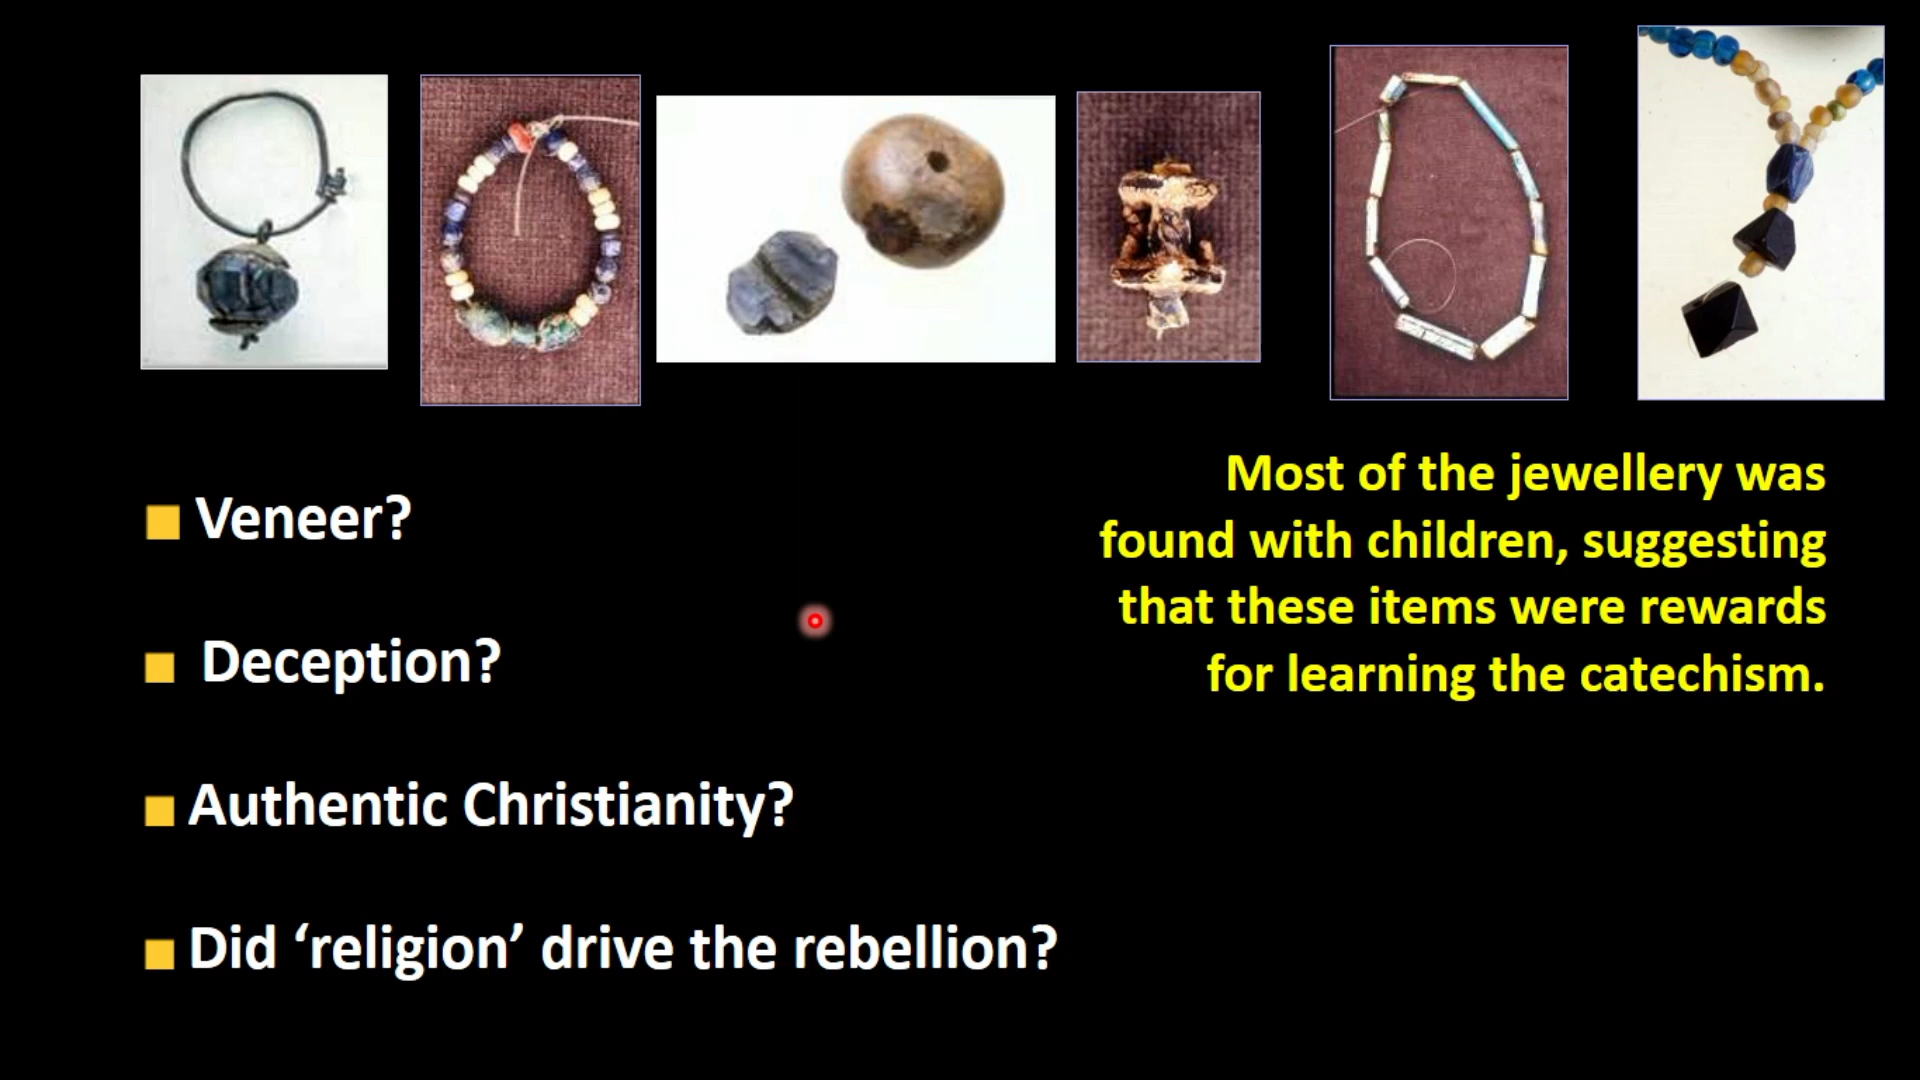 Most of the jewellery was
found with children, suggesting
that these items were rewards
for learning the catechism.
Veneer?
Deception?
Authentic Christianity?
Did ‘religion’ drive the rebellion?